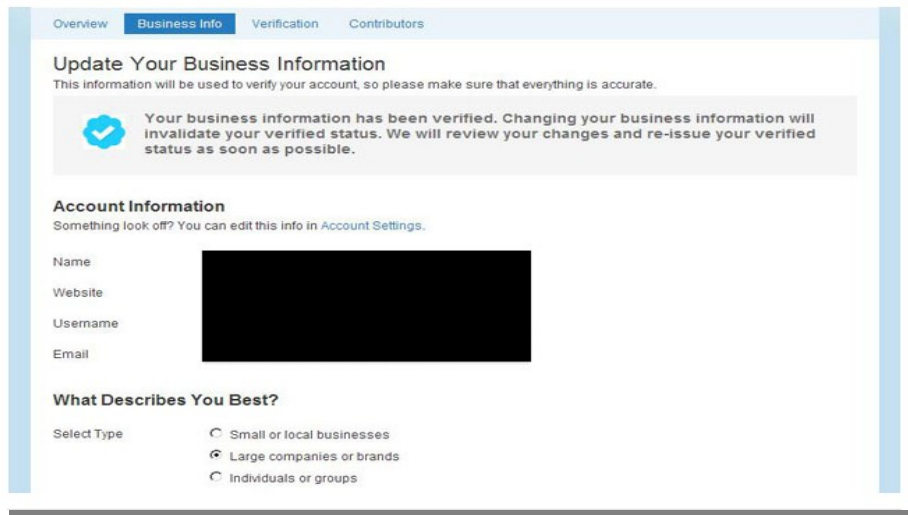 Overview Business Info Verification Contributors
Update Your Business Information
This information will be used to verify your account, so please make sure that everything is accurate.
Your business information has been verified. Changing your business information will
invalidate your verified status. We will review your changes and re-issue your verified
status as soon as possible.
Account Information
Something look off? You can edit this info in Account Settings.
Name
Website
Username
Email
What Describes You Best?
Select Type Small or local businesses
Large companies or brands
Individuals or groups